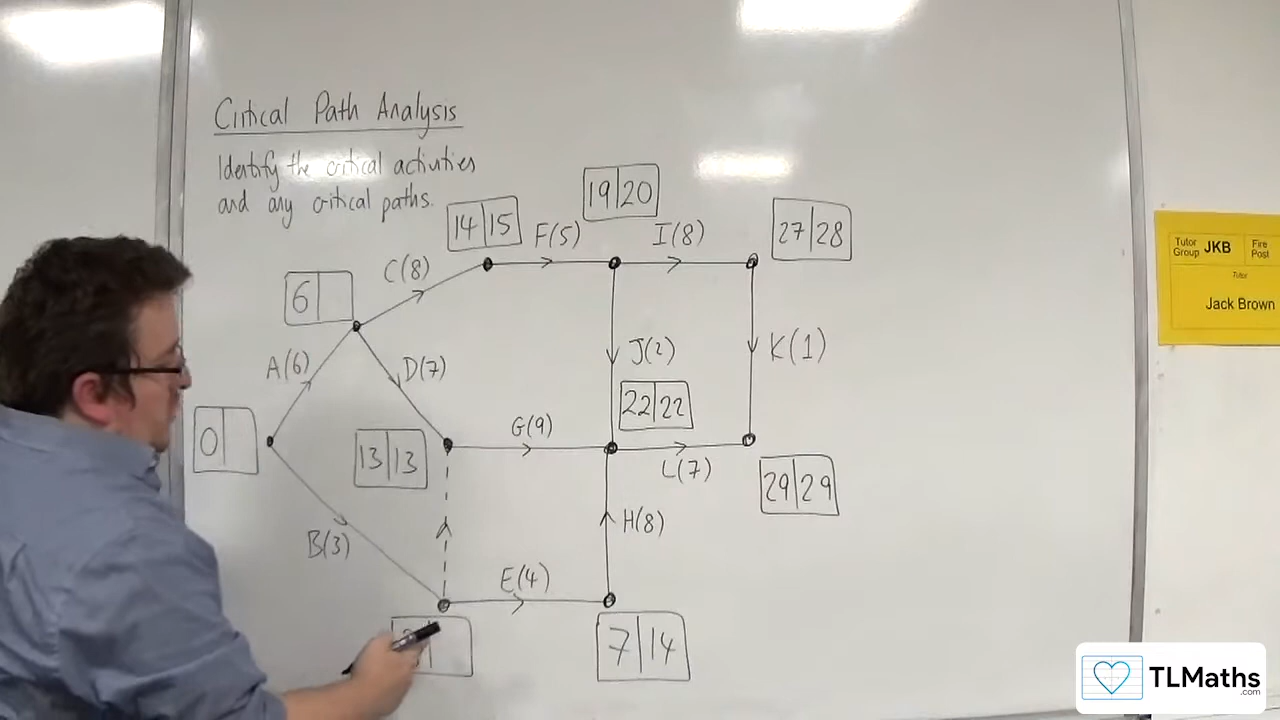 Critical Path Analysis
Identify the critical activities
and any critical paths.
19|20
14|15
F(5)
I(8)
27|28
C(8)
6
A(6)
D(7)
J(2)
K(1)
22|22
0
G(9)
13|13
L(7)
29|29
B(3)
H(8)
E(4)
7|14
Tutor
Group JKB
Fire
Post
Tutor
Jack Brown
TLMaths
.com